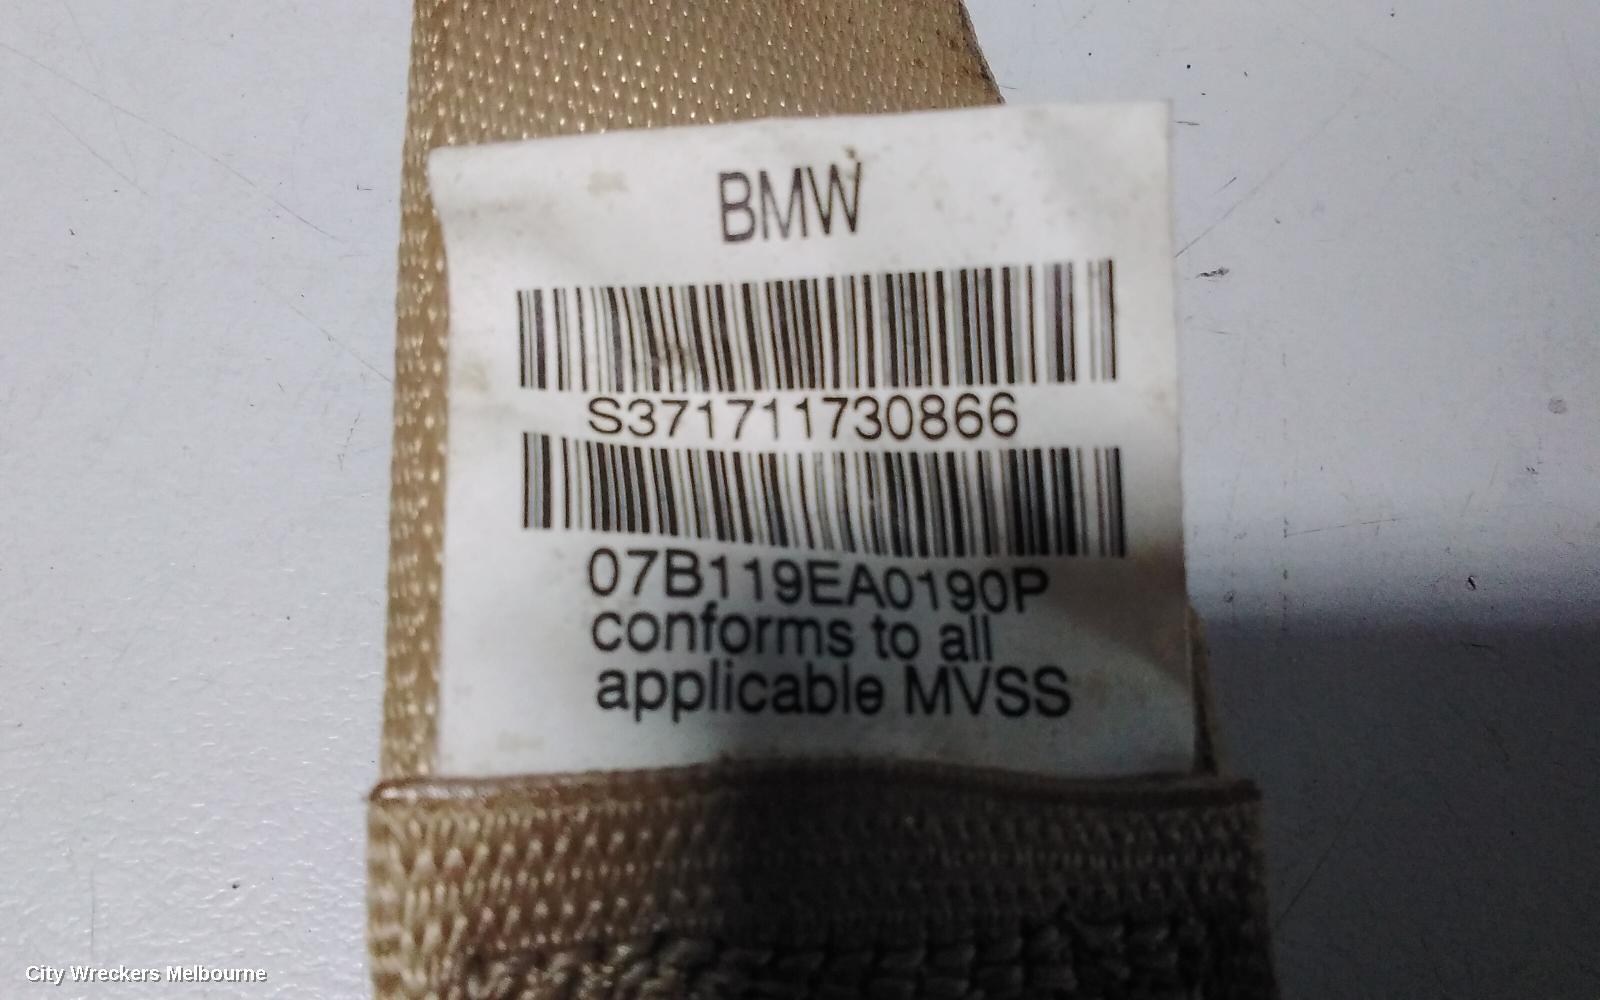 BMW
S371711730866
07B119EA0190P
conforms to all
applicable MVSS
City Wreckers Melbourne